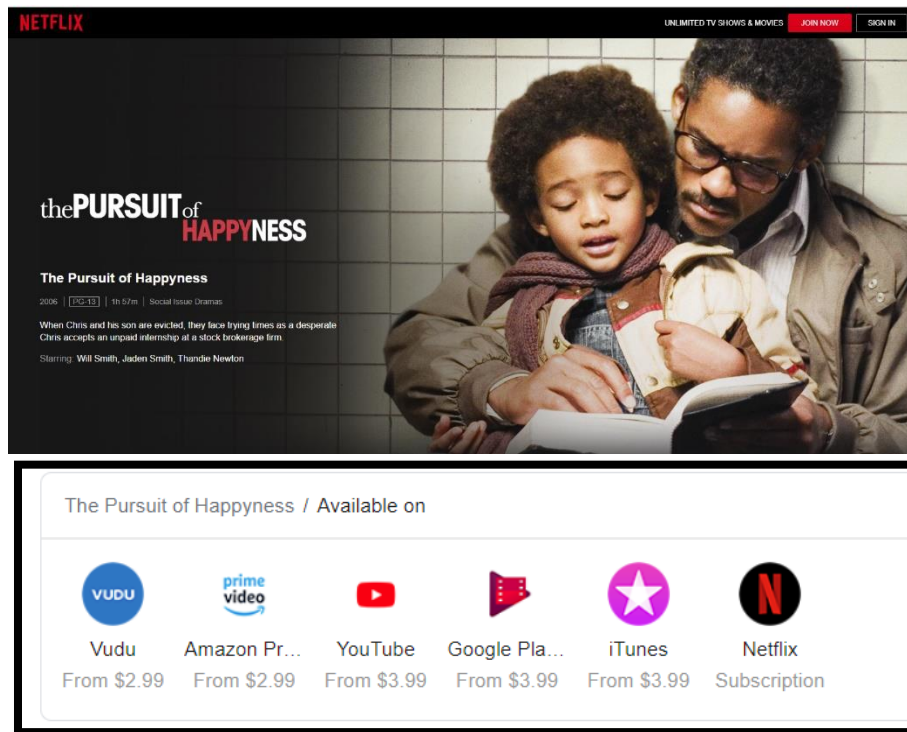 NETFLIX
UNLIMITED TV SHOWS & MOVIES JOIN NOW SIGN IN
thePURSUITof
HAPPYNESS
The Pursuit of Happyness
2006 | PG-13 | 1h 57m | Social Issue Dramas
When Chris and his son are evicted, they face trying times as a desperate
Chris accepts an unpaid internship at a stock brokerage firm.
Starring: Will Smith, Jaden Smith, Thandie Newton
The Pursuit of Happyness / Available on
VUDU prime video N
Vudu Amazon Pr... YouTube Google Pla... iTunes Netflix
From $2.99 From $2.99 From $3.99 From $3.99 From $3.99 Subscription